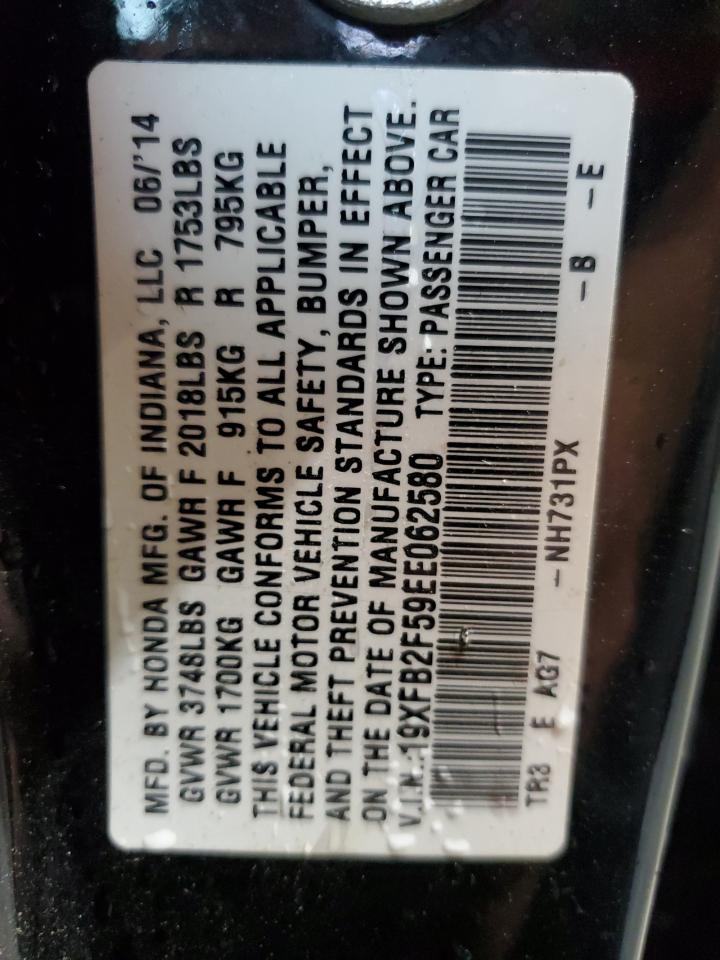 MFD. BY HONDA MFG. OF INDIANA, LLC 06/'14
GVWR 3748LBS GAWR F 2018LBS R 1753LBS
GVWR 1700KG GAWR F 915KG R 795KG
THIS VEHICLE CONFORMS TO ALL APPLICABLE
FEDERAL MOTOR VEHICLE SAFETY, BUMPER,
AND THEFT PREVENTION STANDARDS IN EFFECT
ON THE DATE OF MANUFACTURE SHOWN ABOVE.
V.I.N.:19XFB2F59EE062580 TYPE: PASSENGER CAR
TR3 E AG7 -NH731PX -B -E